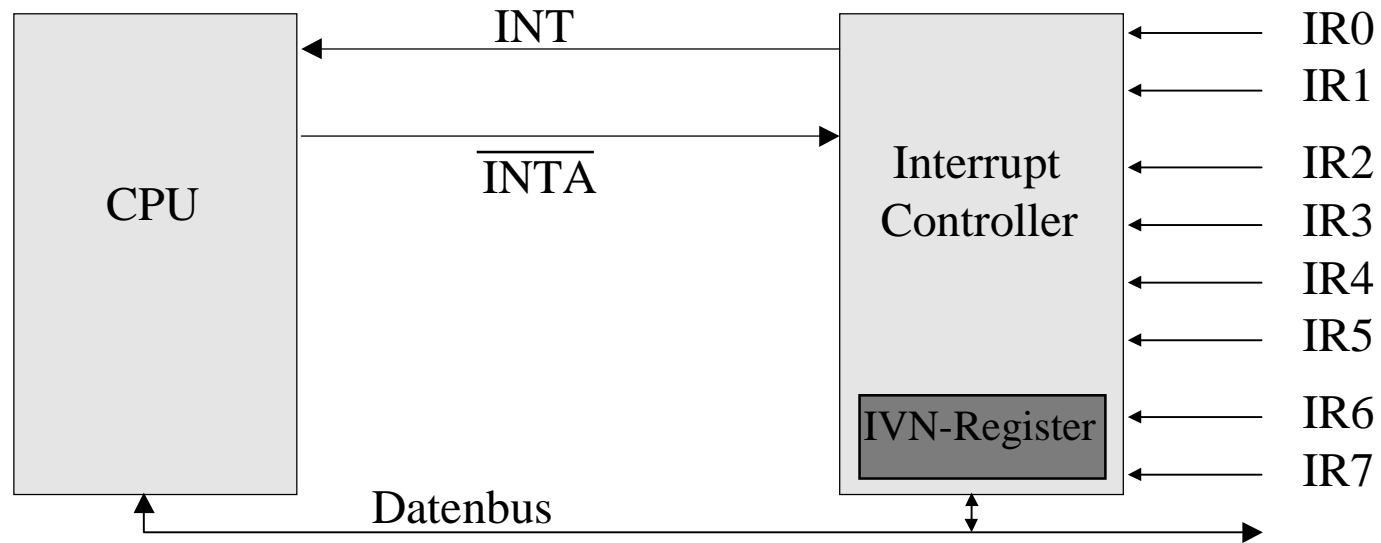 INT
INTA
CPU
Interrupt
Controller
IVN-Register
Datenbus
IR0
IR1
IR2
IR3
IR4
IR5
IR6
IR7